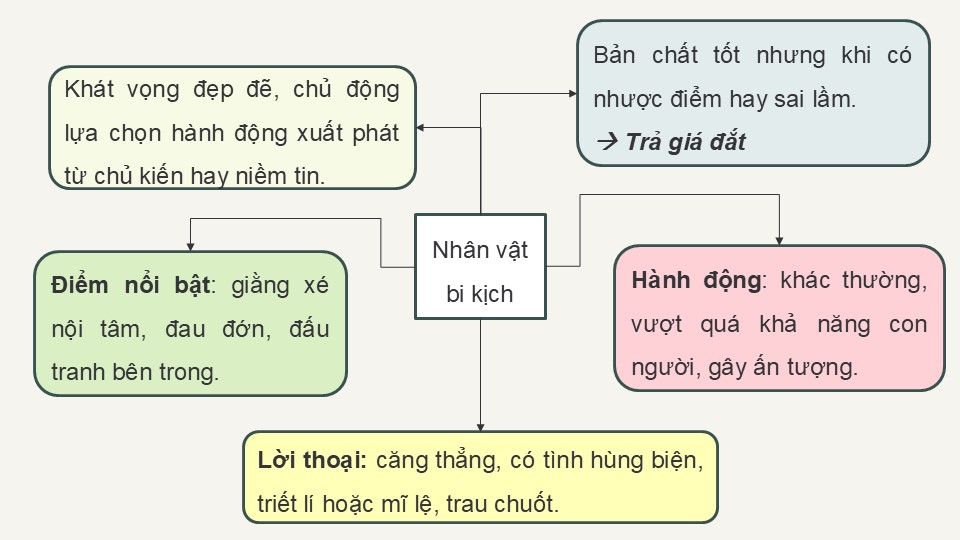 Khát vọng đẹp đẽ, chủ động
lựa chọn hành động xuất phát
từ chủ kiến hay niềm tin.
Bản chất tốt nhưng khi có
nhược điểm hay sai lầm.
→ Trả giá đắt
Nhân vật
bi kịch
Điểm nổi bật: giằng xé
nội tâm, đau đớn, đấu
tranh bên trong.
Hành động: khác thường,
vượt quá khả năng con
người, gây ấn tượng.
Lời thoại: căng thẳng, có tình hùng biện,
triết lí hoặc mĩ lệ, trau chuốt.